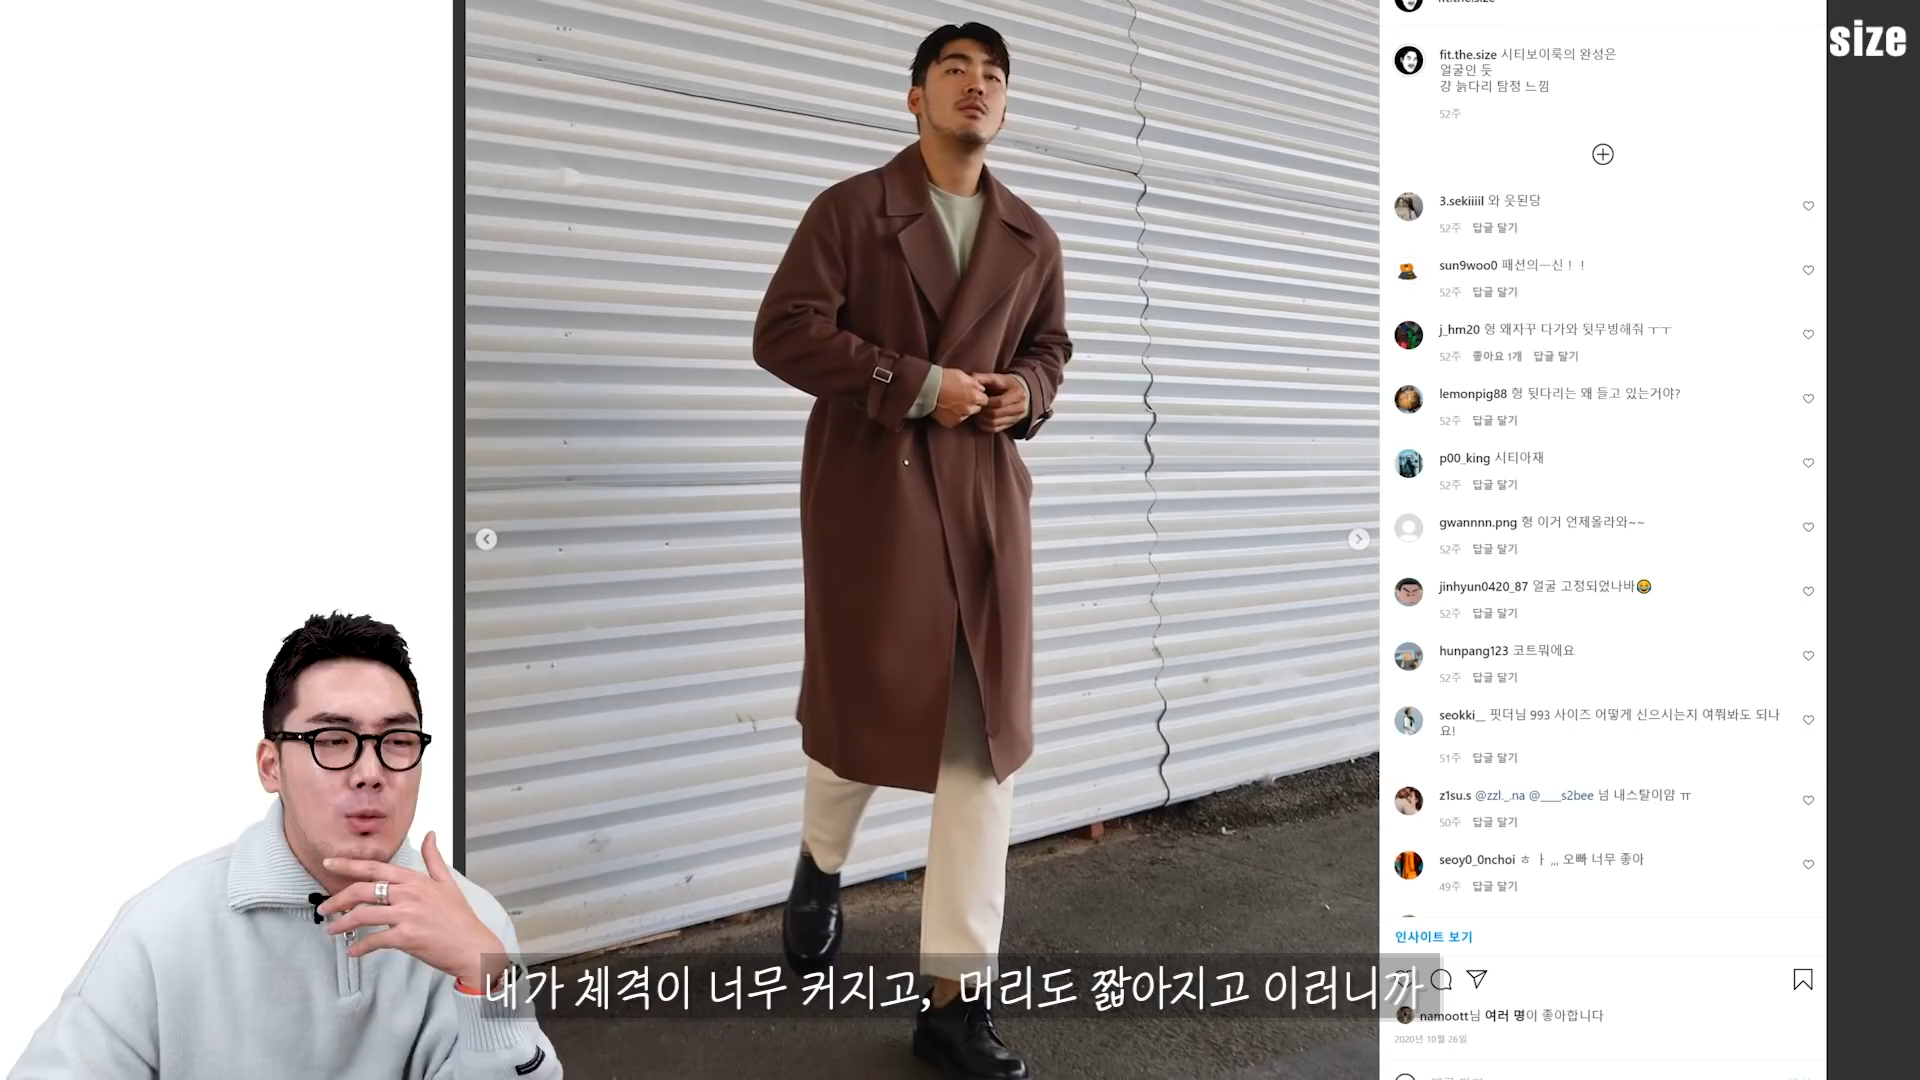 size
fit.the.size
fit.the.size 시티보이룩의 완성은
얼굴인 듯
걍 늙다리 탐정 느낌
52주
3.sekiiiil 와 웃된당
52주 답글 달기
sun9woo0 패션의ㅡ신 ! !
52주 답글 달기
j_hm20 형 왜자꾸 다가와 뒷무빙해줘 ㅜㅜ
52주 좋아요 1개 답글 달기
lemonpig88 형 뒷다리는 왜 들고 있는거야?
52주 답글 달기
p00_king 시티아재
52주 답글 달기
gwannnn.png 형 이거 언제올라와~~
52주 답글 달기
jinhyun0420_87 얼굴 고정되었나바😂
52주 답글 달기
hunpang123 코트뭐에요
52주 답글 달기
seokki__ 핏더님 993 사이즈 어떻게 신으시는지 여쭤봐도 되나
요!
51주 답글 달기
z1su.s @zzl._.na @___s2bee 넘 내스탈이얌 ㅠ
50주 답글 달기
seoy0_0nchoi ㅎ ㅏ ,,, 오빠 너무 좋아
49주 답글 달기
인사이트 보기
내가 체격이 너무 커지고, 머리도 짧아지고 이러니까
namoott님 여러 명이 좋아합니다
2020년 10월 26일